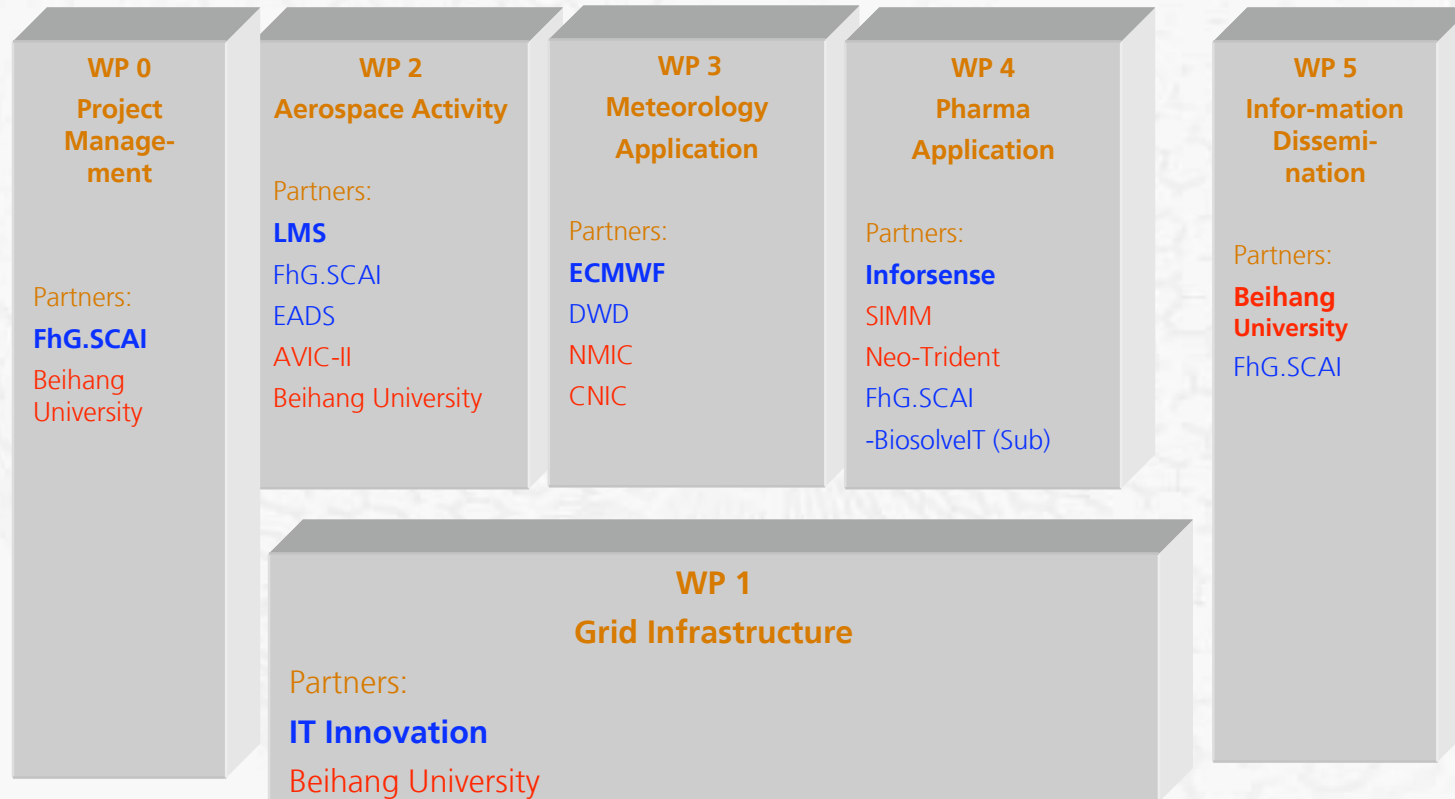 WP 0
Project
Manage-
ment
Partners:
FhG.SCAI
Beihang
University
WP 2
Aerospace Activity
Partners:
LMS
FhG.SCAI
EADS
AVIC-II
Beihang University
WP 3
Meteorology
Application
Partners:
ECMWF
DWD
NMIC
CNIC
WP 4
Pharma
Application
Partners:
Inforsense
SIMM
Neo-Trident
FhG.SCAI
-BiosolveIT (Sub)
WP 5
Infor-mation
Dissemi-
nation
Partners:
Beihang
University
FhG.SCAI
WP 1
Grid Infrastructure
Partners:
IT Innovation
Beihang University